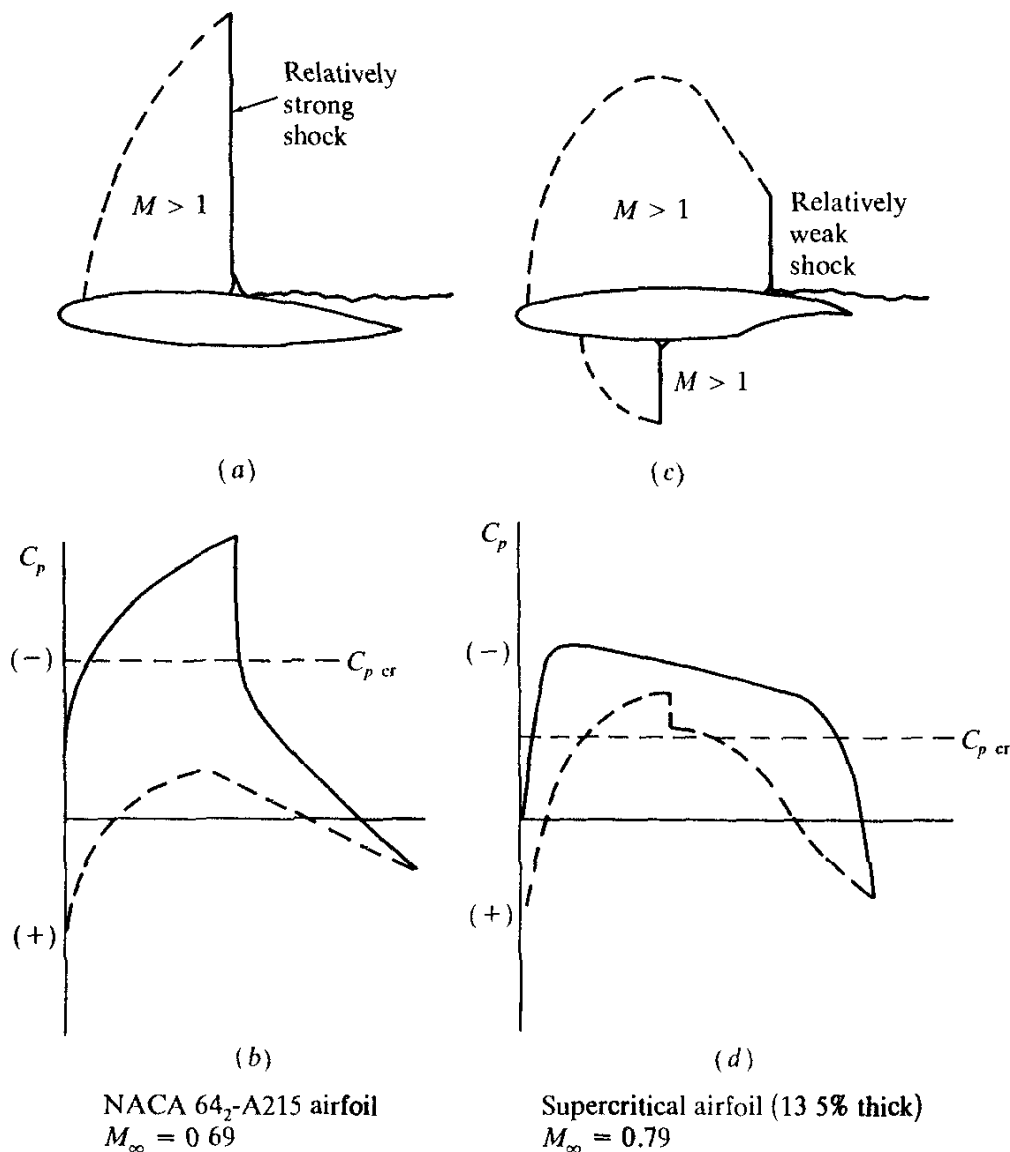 Relatively
strong
shock
M > 1
(a)
M > 1
Relatively
weak
shock
M > 1
(c)
C_p
(−)
C_p cr
(+)
(b)
NACA 64₂-A215 airfoil
M_∞ = 0 69
C_p
(−)
C_p cr
(+)
(d)
Supercritical airfoil (13 5% thick)
M_∞ = 0.79